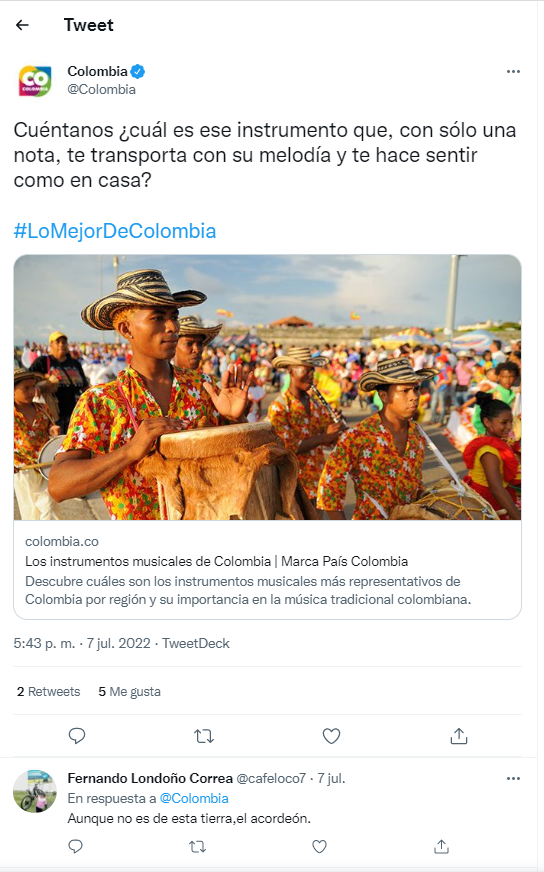 Tweet
CO
COLOMBIA
Colombia
@Colombia
Cuéntanos ¿cuál es ese instrumento que, con sólo una
nota, te transporta con su melodía y te hace sentir
como en casa?
#LoMejorDeColombia
colombia.co
Los instrumentos musicales de Colombia | Marca País Colombia
Descubre cuáles son los instrumentos musicales más representativos de
Colombia por región y su importancia en la música tradicional colombiana.
5:43 p. m. · 7 jul. 2022 · TweetDeck
2 Retweets 5 Me gusta
Fernando Londoño Correa @cafeloco7 · 7 jul.
En respuesta a @Colombia
Aunque no es de esta tierra,el acordeón.